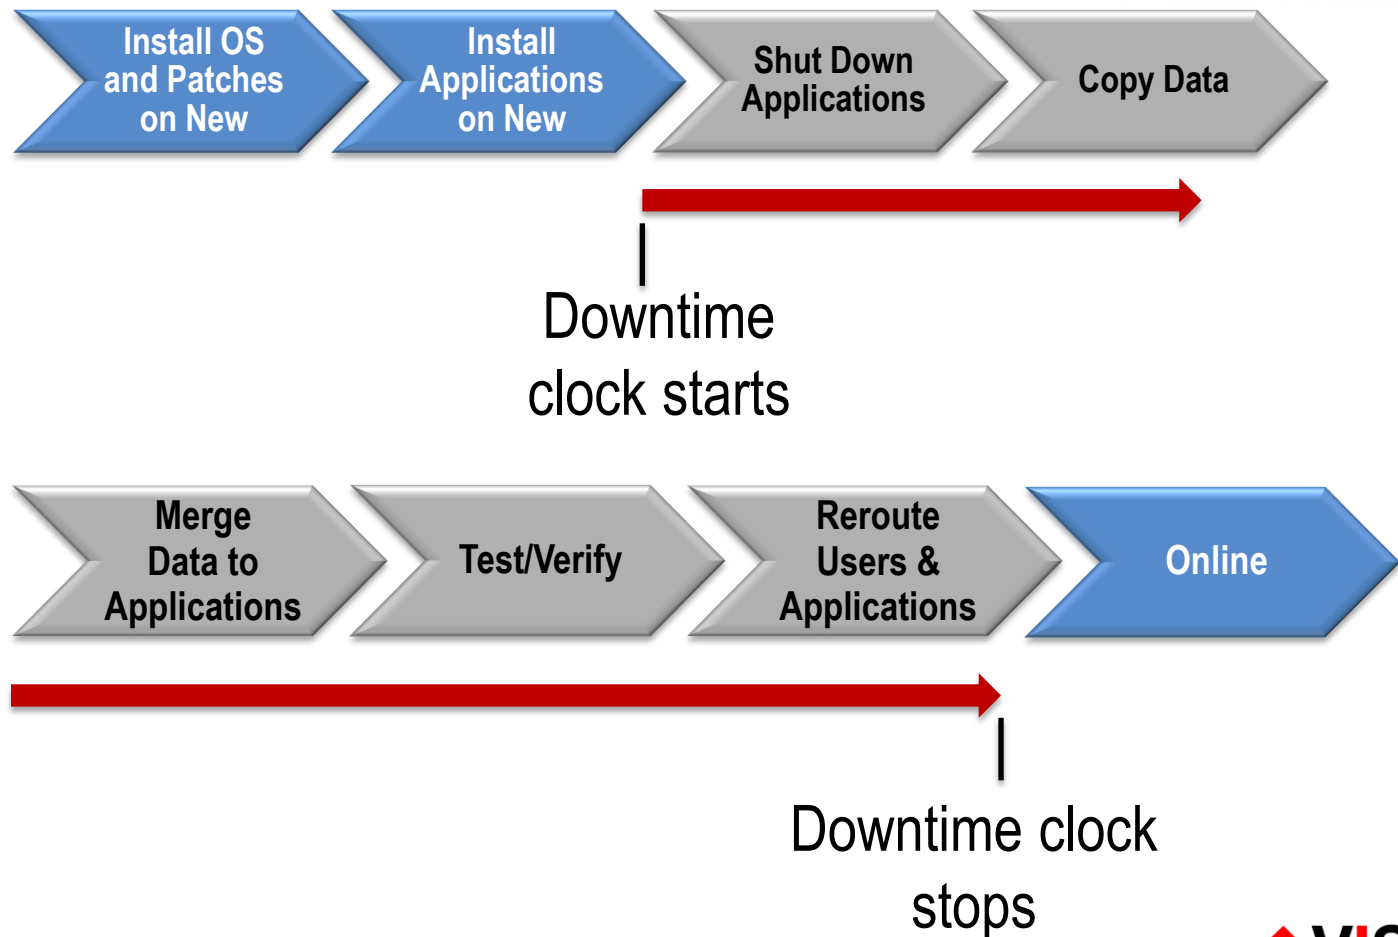 Install OS
and Patches
on New
Install
Applications
on New
Shut Down
Applications
Copy Data
Downtime
clock starts
Merge
Data to
Applications
Test/Verify
Reroute
Users &
Applications
Online
Downtime clock
stops